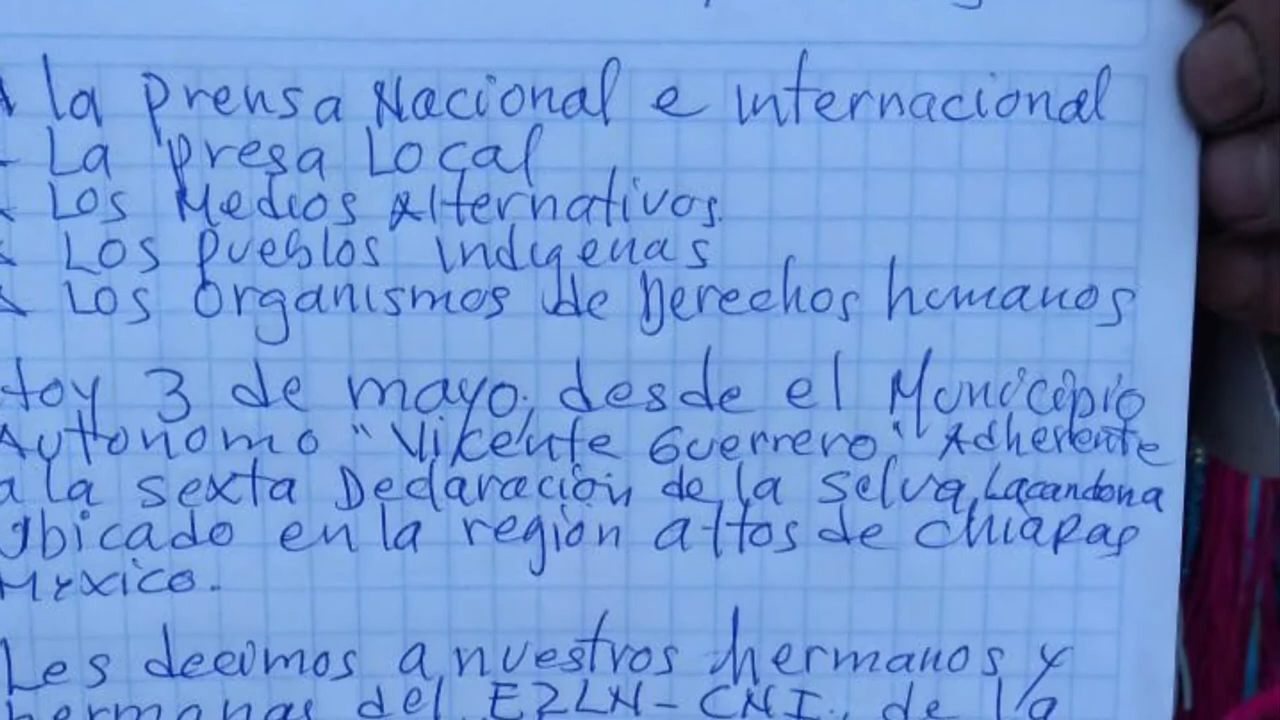 A la prensa Nacional e internacional
A La presa Local
A Los Medios Alternativos.
A Los pueblos indigenas
A Los organismos de Derechos humanos
Hoy 3 de mayo, desde el Municipio
Autonomo "Vicente Guerrero." Adherente
a la sexta Declaración de la selva, Lacandona
ubicado en la región altos de chiapas
Mexico.
Les decimos a nuestros hermanos y
hermanas del EZLN-CNI, de la